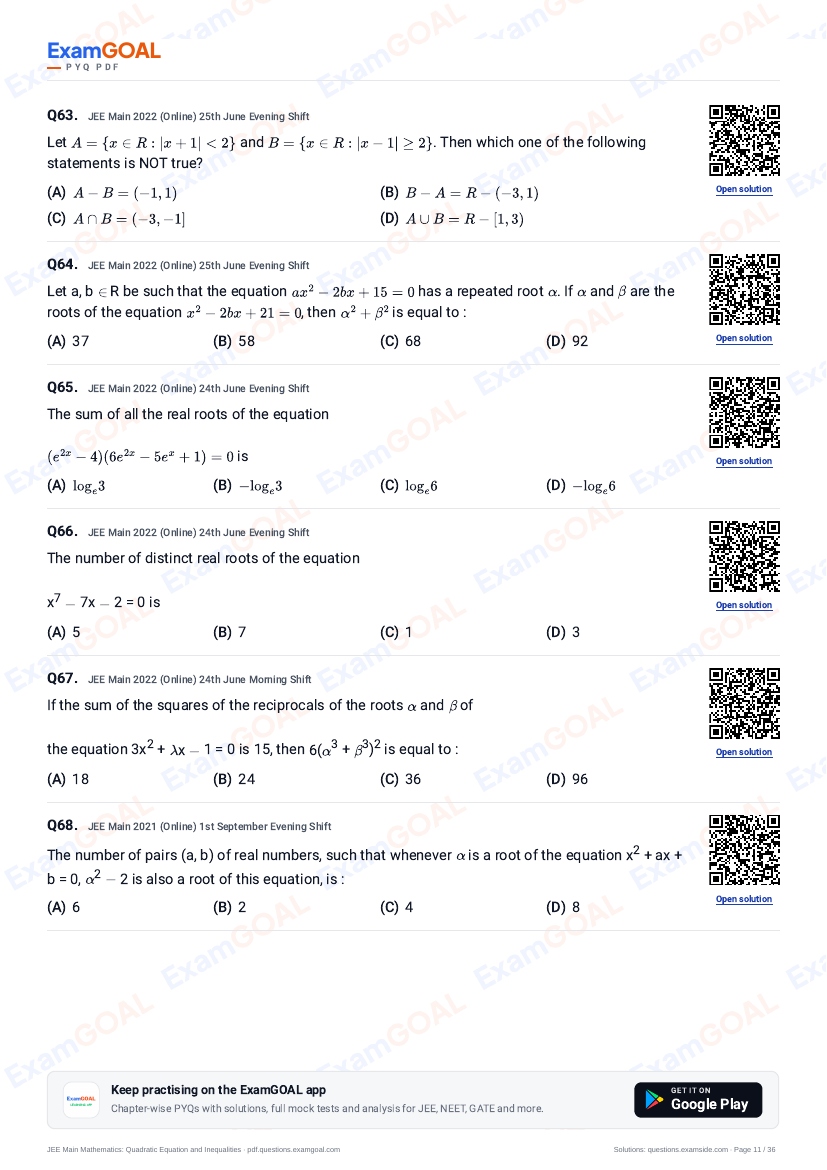 ExamGOAL
PYQ PDF
Q63. JEE Main 2022 (Online) 25th June Evening Shift
Let A = {x ∈ R : |x + 1| < 2} and B = {x ∈ R : |x − 1| ≥ 2}. Then which one of the following
statements is NOT true?
(A) A − B = (−1, 1)
(B) B − A = R − (−3, 1)
(C) A ∩ B = (−3, −1]
(D) A ∪ B = R − [1, 3)
Open solution
Q64. JEE Main 2022 (Online) 25th June Evening Shift
Let a, b ∈ R be such that the equation ax² − 2bx + 15 = 0 has a repeated root α. If α and β are the
roots of the equation x² − 2bx + 21 = 0, then α² + β² is equal to :
(A) 37 (B) 58 (C) 68 (D) 92
Open solution
Q65. JEE Main 2022 (Online) 24th June Evening Shift
The sum of all the real roots of the equation
(e²ˣ − 4)(6e²ˣ − 5eˣ + 1) = 0 is
(A) logₑ3 (B) −logₑ3 (C) logₑ6 (D) −logₑ6
Open solution
Q66. JEE Main 2022 (Online) 24th June Evening Shift
The number of distinct real roots of the equation
x⁷ − 7x − 2 = 0 is
(A) 5 (B) 7 (C) 1 (D) 3
Open solution
Q67. JEE Main 2022 (Online) 24th June Morning Shift
If the sum of the squares of the reciprocals of the roots α and β of
the equation 3x² + λx − 1 = 0 is 15, then 6(α³ + β³)² is equal to :
(A) 18 (B) 24 (C) 36 (D) 96
Open solution
Q68. JEE Main 2021 (Online) 1st September Evening Shift
The number of pairs (a, b) of real numbers, such that whenever α is a root of the equation x² + ax +
b = 0, α² − 2 is also a root of this equation, is :
(A) 6 (B) 2 (C) 4 (D) 8
Open solution
ExamGOAL
Keep practising on the ExamGOAL app
Chapter-wise PYQs with solutions, full mock tests and analysis for JEE, NEET, GATE and more.
GET IT ON
Google Play
JEE Main Mathematics: Quadratic Equation and Inequalities · pdf.questions.examgoal.com
Solutions: questions.examside.com · Page 11 / 36